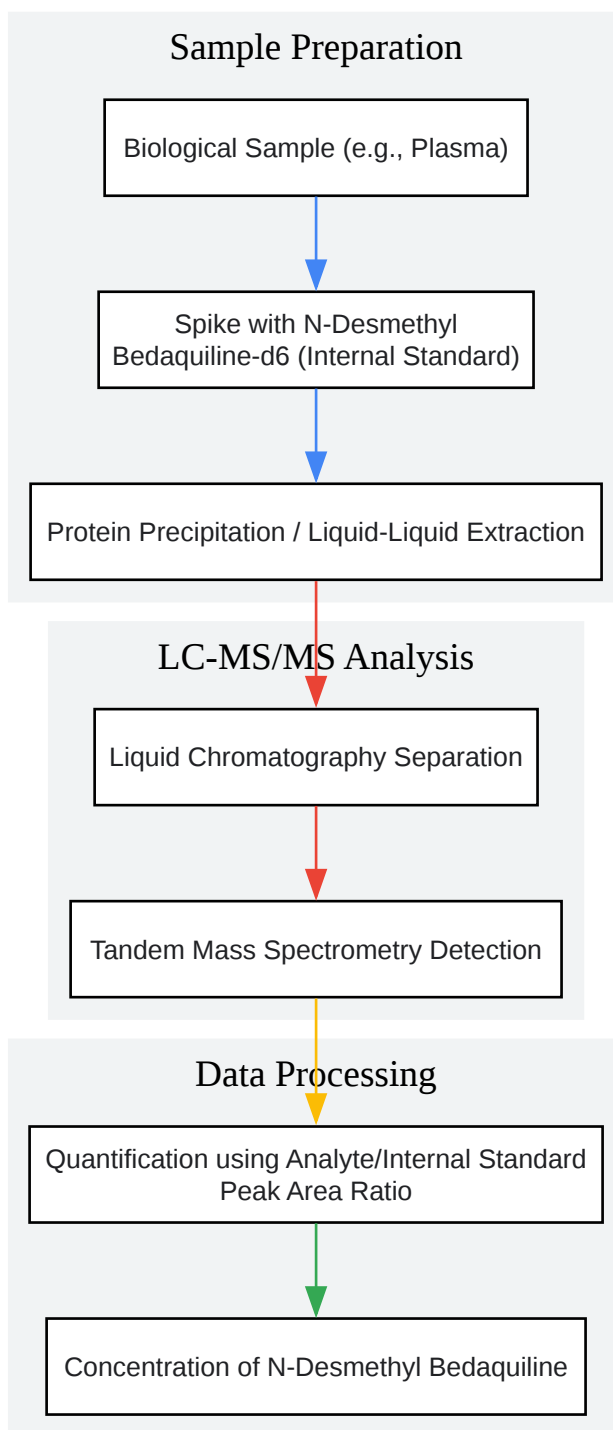 Sample Preparation
Biological Sample (e.g., Plasma)
Spike with N-Desmethyl
Bedaquiline-d6 (Internal Standard)
Protein Precipitation / Liquid-Liquid Extraction
LC-MS/MS Analysis
Liquid Chromatography Separation
Tandem Mass Spectrometry Detection
Data Processing
Quantification using Analyte/Internal Standard
Peak Area Ratio
Concentration of N-Desmethyl Bedaquiline